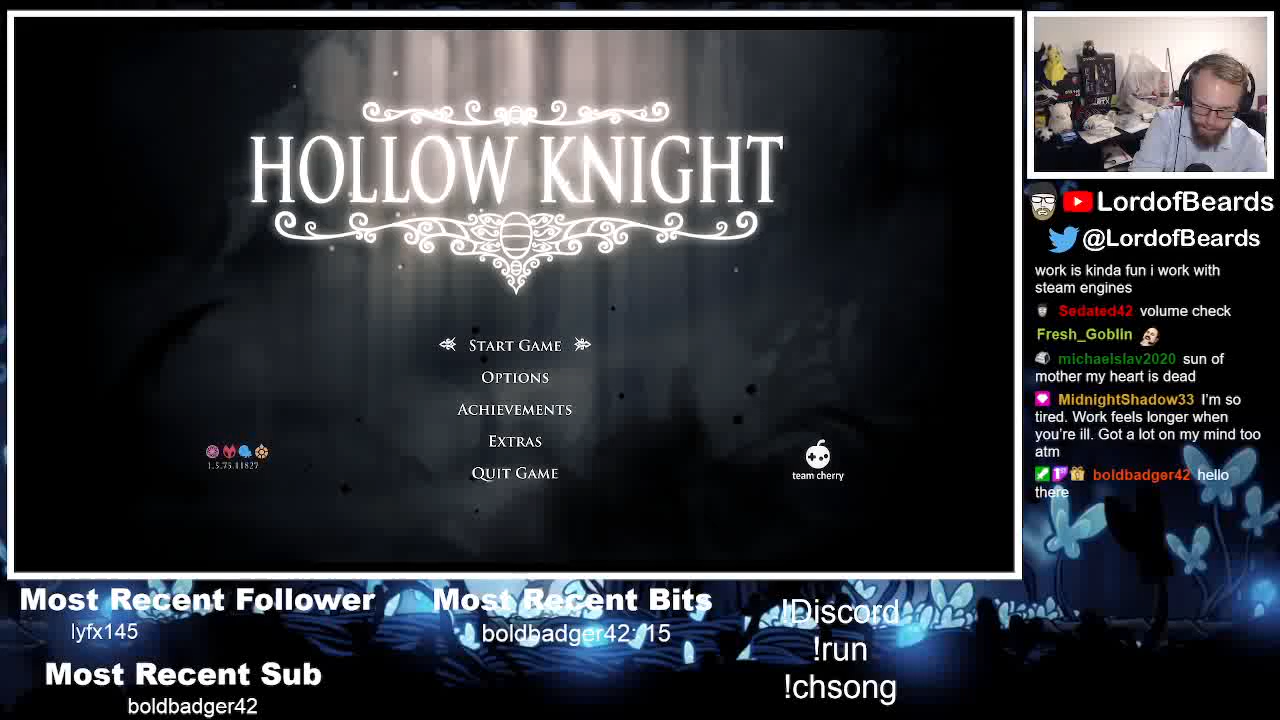 HOLLOW KNIGHT
START GAME
OPTIONS
ACHIEVEMENTS
EXTRAS
QUIT GAME
1.5.75.11827
team cherry
LordofBeards
@LordofBeards
work is kinda fun i work with
steam engines
Sedated42 volume check
Fresh_Goblin
michaelslav2020 sun of
mother my heart is dead
MidnightShadow33 I'm so
tired. Work feels longer when
you're ill. Got a lot on my mind too
atm
boldbadger42 hello
there
Most Recent Follower
lyfx145
Most Recent Bits
boldbadger42: 15
Most Recent Sub
boldbadger42
!Discord
!run
!chsong